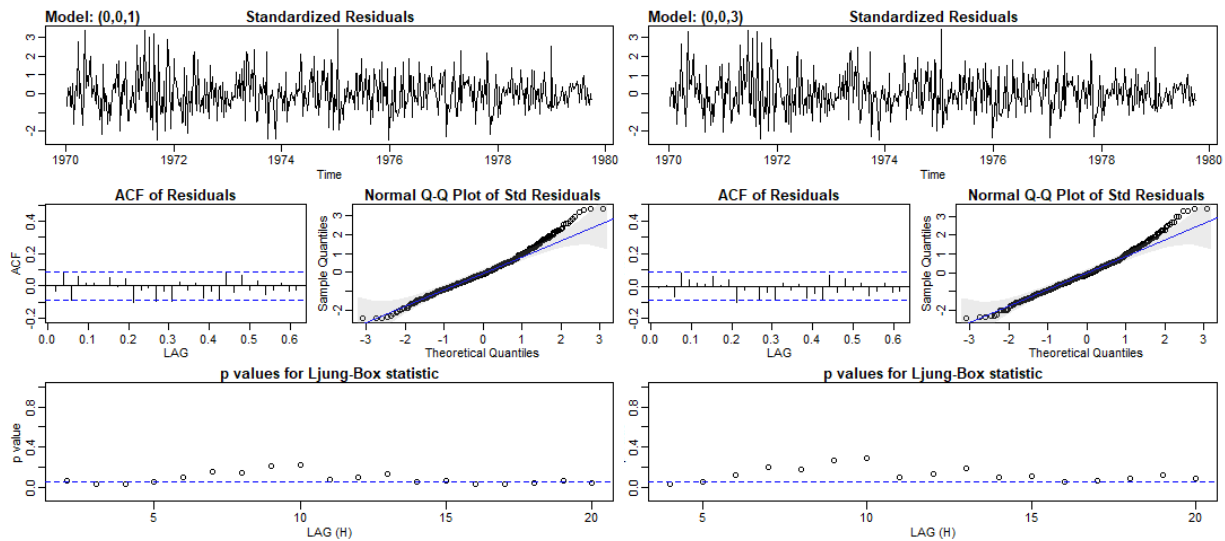 Model: (0,0,1) Standardized Residuals
3
2
1
0
-2
1970 1972 1974 1976 1978 1980
Time
ACF of Residuals
ACF
0.4
0.2
0.0
-0.2
0.0 0.1 0.2 0.3 0.4 0.5 0.6
LAG
Normal Q-Q Plot of Std Residuals
Sample Quantiles
3
2
0
-2
-3 -2 -1 0 1 2 3
Theoretical Quantiles
p values for Ljung-Box statistic
p value
0.8
0.4
0.0
5 10 15 20
LAG (H)
Model: (0,0,3) Standardized Residuals
3
2
1
0
-2
1970 1972 1974 1976 1978 1980
Time
ACF of Residuals
0.4
0.2
0.0
-0.2
0.0 0.1 0.2 0.3 0.4 0.5 0.6
LAG
Normal Q-Q Plot of Std Residuals
Sample Quantiles
3
2
0
-2
-3 -2 -1 0 1 2 3
Theoretical Quantiles
p values for Ljung-Box statistic
0.8
0.4
0.0
5 10 15 20
LAG (H)